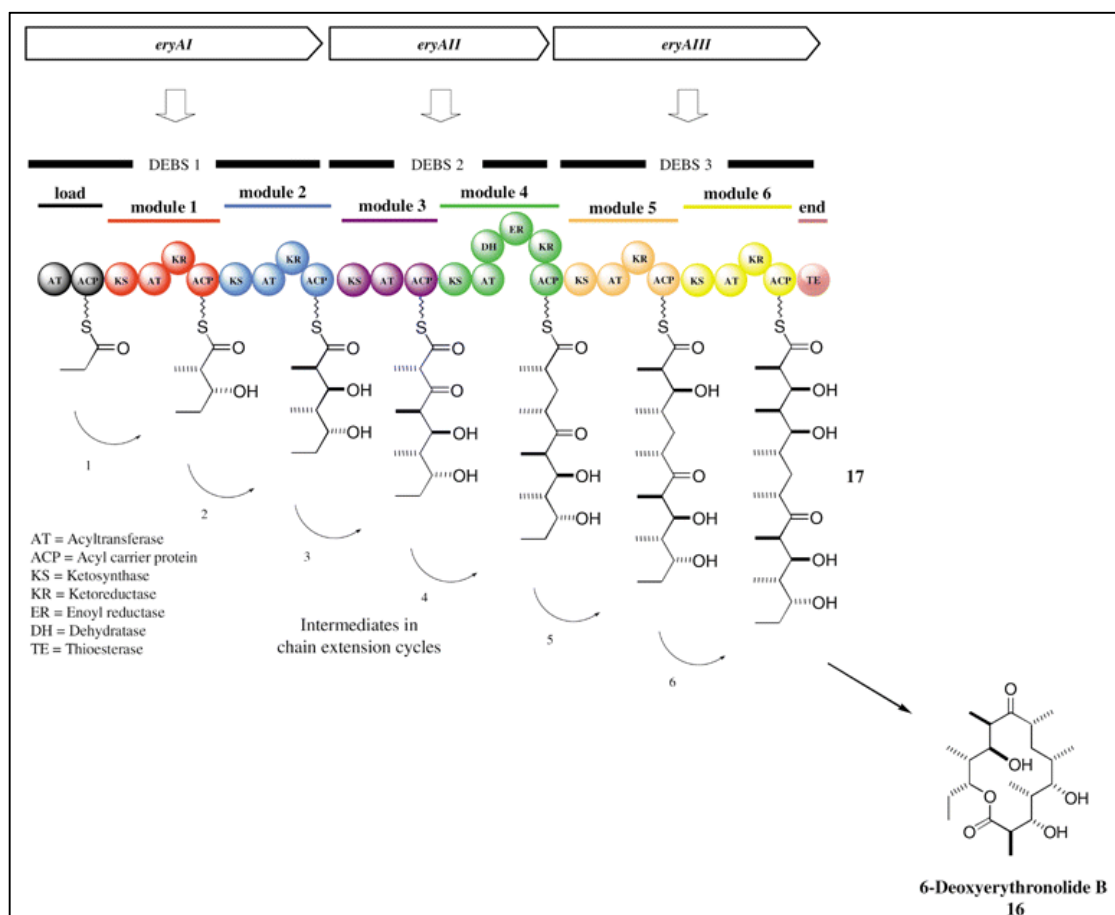 eryAI eryAII eryAIII
DEBS 1 DEBS 2 DEBS 3
load module 1 module 2 module 3 module 4 module 5 module 6 end
AT ACP KS AT KR ACP KS AT KR ACP KS AT ACP KS AT DH ER KR ACP KS AT KR ACP KS AT KR ACP TE
S S S S S S S
O O O O O O O
OH OH O OH OH
OH OH O OH
OH O OH
OH O
OH OH
OH OH
17
1
2
3
4
5
6
AT = Acyltransferase
ACP = Acyl carrier protein
KS = Ketosynthase
KR = Ketoreductase
ER = Enoyl reductase
DH = Dehydratase
TE = Thioesterase
Intermediates in
chain extension cycles
O
OH
O
OH
O
OH
6-Deoxyerythronolide B
16